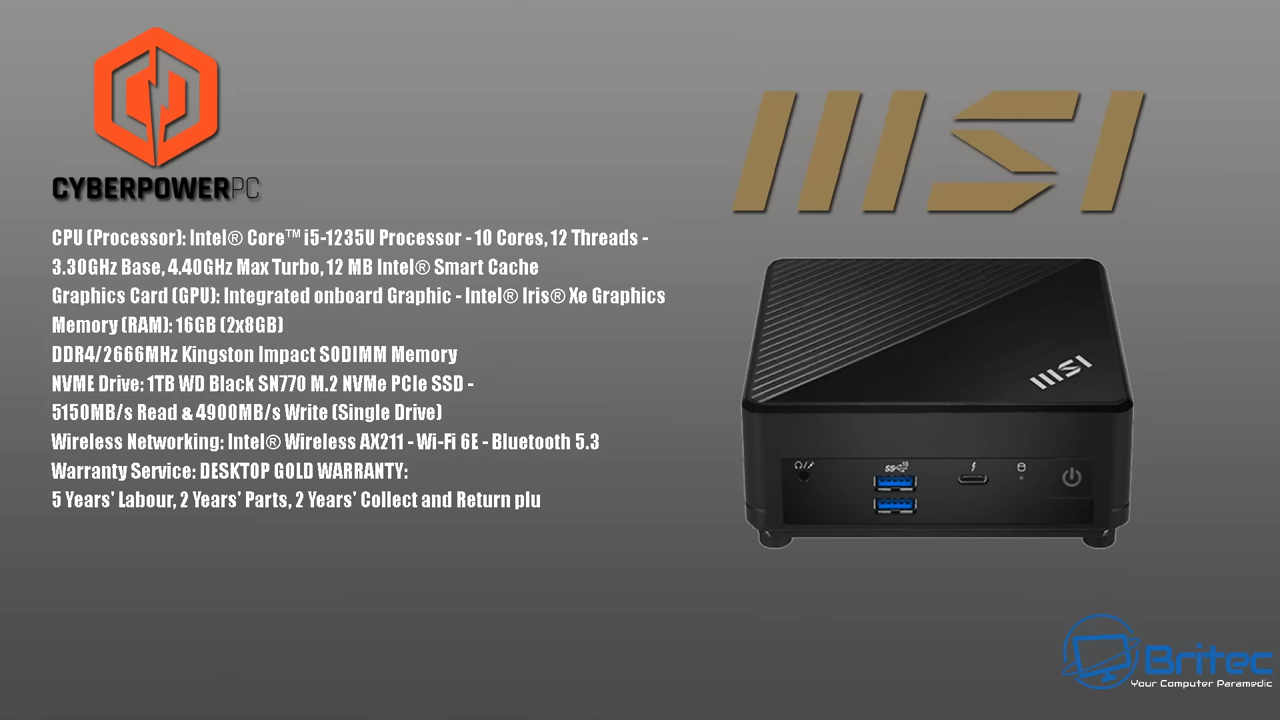 CYBERPOWERPC
msi
CPU (Processor): Intel® Core™ i5-1235U Processor - 10 Cores, 12 Threads -
3.30GHz Base, 4.40GHz Max Turbo, 12 MB Intel® Smart Cache
Graphics Card (GPU): Integrated onboard Graphic - Intel® Iris® Xe Graphics
Memory (RAM): 16GB (2x8GB)
DDR4/2666MHz Kingston Impact SODIMM Memory
NVME Drive: 1TB WD Black SN770 M.2 NVMe PCIe SSD -
5150MB/s Read & 4900MB/s Write (Single Drive)
Wireless Networking: Intel® Wireless AX211 - Wi-Fi 6E - Bluetooth 5.3
Warranty Service: DESKTOP GOLD WARRANTY:
5 Years' Labour, 2 Years' Parts, 2 Years' Collect and Return plu
msi
SS 10
Britec
Your Computer Paramedic